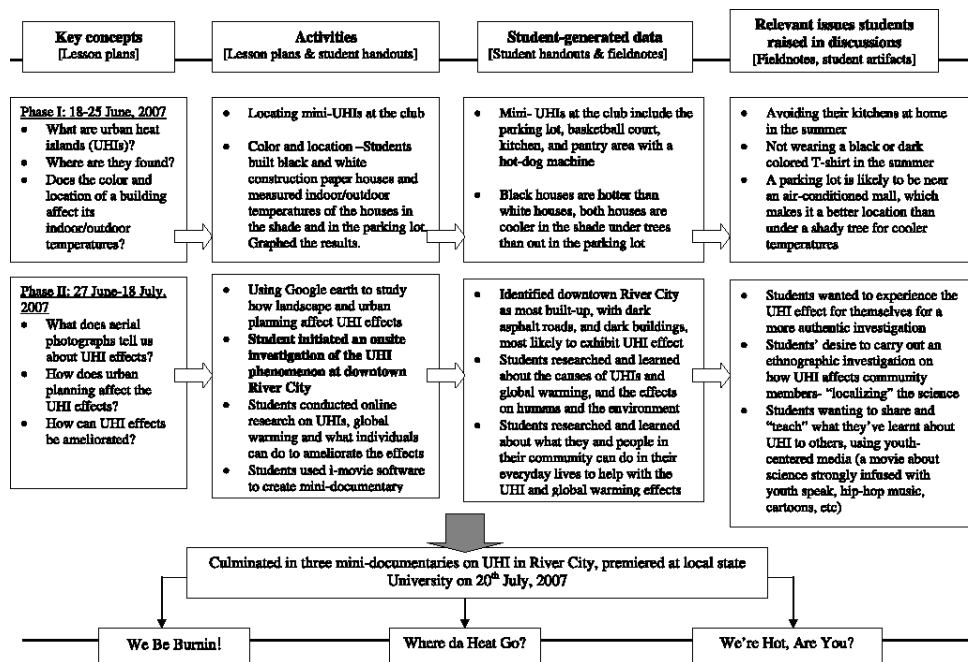 Key concepts
[Lesson plans]
Activities
[Lesson plans & student handouts]
Student-generated data
[Student handouts & fieldnotes]
Relevant issues students
raised in discussions
[Fieldnotes, student artifacts]
Phase I: 18-25 June, 2007
• What are urban heat
islands (UHIs)?
• Where are they found?
• Does the color and
location of a building
affect its
indoor/outdoor
temperatures?
• Locating mini-UHIs at the club
• Color and location –Students
built black and white
construction paper houses and
measured indoor/outdoor
temperatures of the houses in
the shade and in the parking lot.
Graphed the results.
• Mini- UHIs at the club include the
parking lot, basketball court,
kitchen, and pantry area with a
hot-dog machine
• Black houses are hotter than
white houses, both houses are
cooler in the shade under trees
than out in the parking lot
• Avoiding their kitchens at home
in the summer
• Not wearing a black or dark
colored T-shirt in the summer
• A parking lot is likely to be near
an air-conditioned mall, which
makes it a better location than
under a shady tree for cooler
temperatures
Phase II: 27 June-18 July,
2007
• What does aerial
photographs tell us
about UHI effects?
• How does urban
planning affect the
UHI effects?
• How can UHI effects
be ameliorated?
• Using Google earth to study
how landscape and urban
planning affect UHI effects
• Student initiated an onsite
investigation of the UHI
phenomenon at downtown
River City
• Students conducted online
research on UHIs, global
warming and what individuals
can do to ameliorate the effects
• Students used i-movie software
to create mini-documentary
• Identified downtown River City
as most built-up, with dark
asphalt roads, and dark buildings,
most likely to exhibit UHI effect
• Students researched and learned
about the causes of UHIs and
global warming, and the effects
on humans and the environment
• Students researched and learned
about what they and people in
their community can do in their
everyday lives to help with the
UHI and global warming effects
• Students wanted to experience the
UHI effect for themselves for a
more authentic investigation
• Students' desire to carry out an
ethnographic investigation on
how UHI affects community
members- "localizing" the science
• Students wanting to share and
"teach" what they've learnt about
UHI to others, using youth-
centered media (a movie about
science strongly infused with
youth speak, hip-hop music,
cartoons, etc)
Culminated in three mini-documentaries on UHI in River City, premiered at local state
University on 20th July, 2007
We Be Burnin!
Where da Heat Go?
We're Hot, Are You?